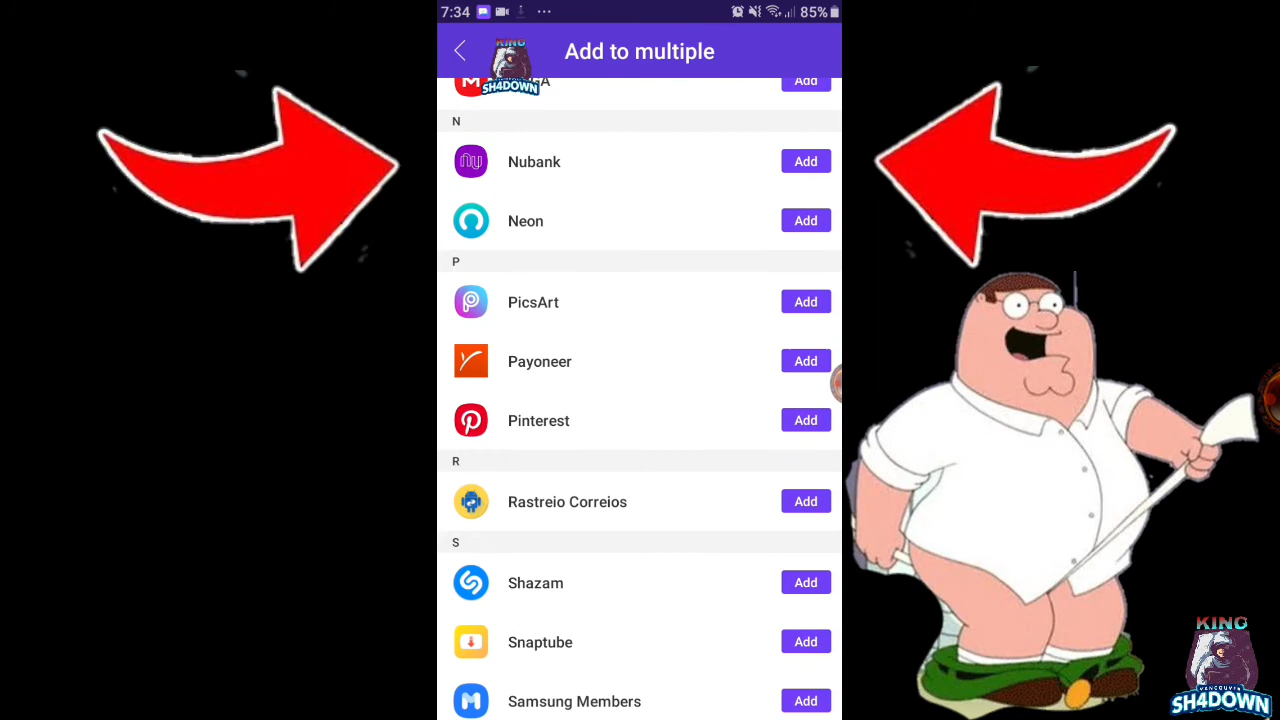 7:34
85%
KING
SH4DOWN
Add to multiple
Add
N
Nubank
Add
Neon
Add
P
PicsArt
Add
Payoneer
Add
Pinterest
Add
R
Rastreio Correios
Add
S
Shazam
Add
Snaptube
Add
Samsung Members
Add
KING
VANCOUVIN
SH4DOWN